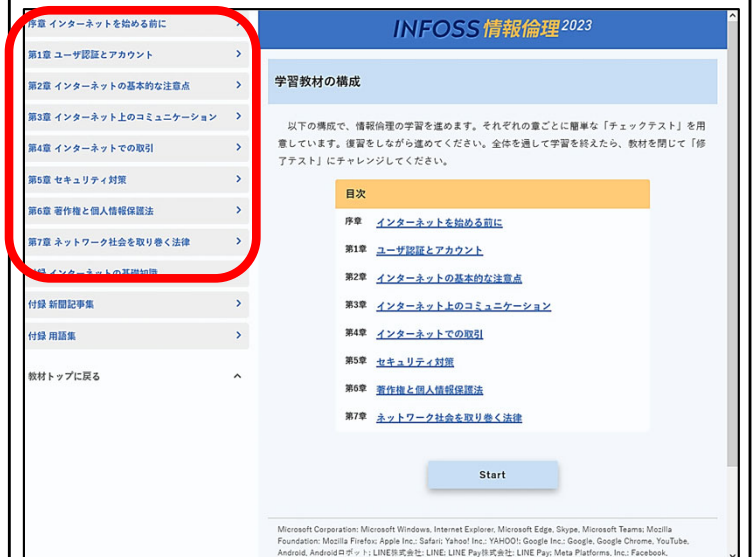 序章 インターネットを始める前に
第1章 ユーザ認証とアカウント
第2章 インターネットの基本的な注意点
第3章 インターネット上のコミュニケーション
第4章 インターネットでの取引
第5章 セキュリティ対策
第6章 著作権と個人情報保護法
第7章 ネットワーク社会を取り巻く法律
付録 インターネットの基礎知識
付録 新聞記事集
付録 用語集
教材トップに戻る
INFOSS情報倫理2023
学習教材の構成
以下の構成で、情報倫理の学習を進めます。それぞれの章ごとに簡単な「チェックテスト」を用
意しています。復習をしながら進めてください。全体を通して学習を終えたら、教材を閉じて「修
了テスト」にチャレンジしてください。
目次
序章 インターネットを始める前に
第1章 ユーザ認証とアカウント
第2章 インターネットの基本的な注意点
第3章 インターネット上のコミュニケーション
第4章 インターネットでの取引
第5章 セキュリティ対策
第6章 著作権と個人情報保護法
第7章 ネットワーク社会を取り巻く法律
Start
Microsoft Corporation: Microsoft Windows, Internet Explorer, Microsoft Edge, Skype, Microsoft Teams; Mozilla
Foundation: Mozilla Firefox; Apple Inc.: Safari; Yahoo! Inc.: YAHOO!; Google Inc.: Google, Google Chrome, YouTube,
Android, Androidロボット; LINE株式会社: LINE; LINE Pay株式会社: LINE Pay; Meta Platforms, Inc.: Facebook,